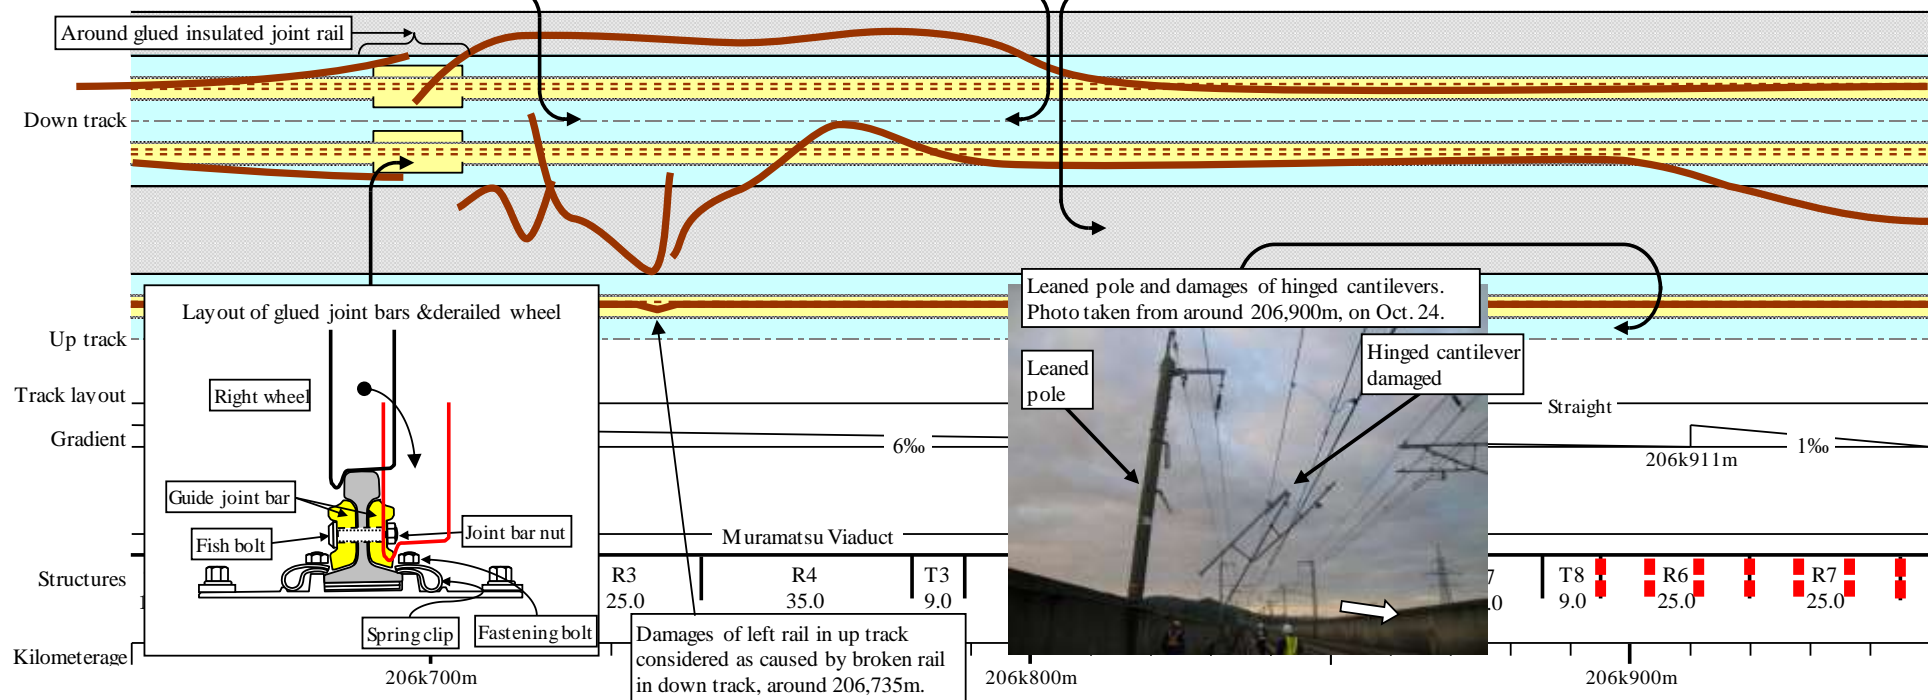 Around glued insulated joint rail
Down track
Layout of glued joint bars &derailed wheel
Right wheel
Guide joint bar
Fish bolt
Joint bar nut
Spring clip
Fastening bolt
Leaned pole and damages of hinged cantilevers.
Photo taken from around 206,900m, on Oct. 24.
Leaned
pole
Hinged cantilever
damaged
Up track
Track layout
Straight
Gradient
6‰
206k911m
1‰
Muramatsu Viaduct
Structures
R3
25.0
R4
35.0
T3
9.0
T8
9.0
R6
25.0
R7
25.0
Damages of left rail in up track
considered as caused by broken rail
in down track, around 206,735m.
Kilometerage
206k700m
206k800m
206k900m